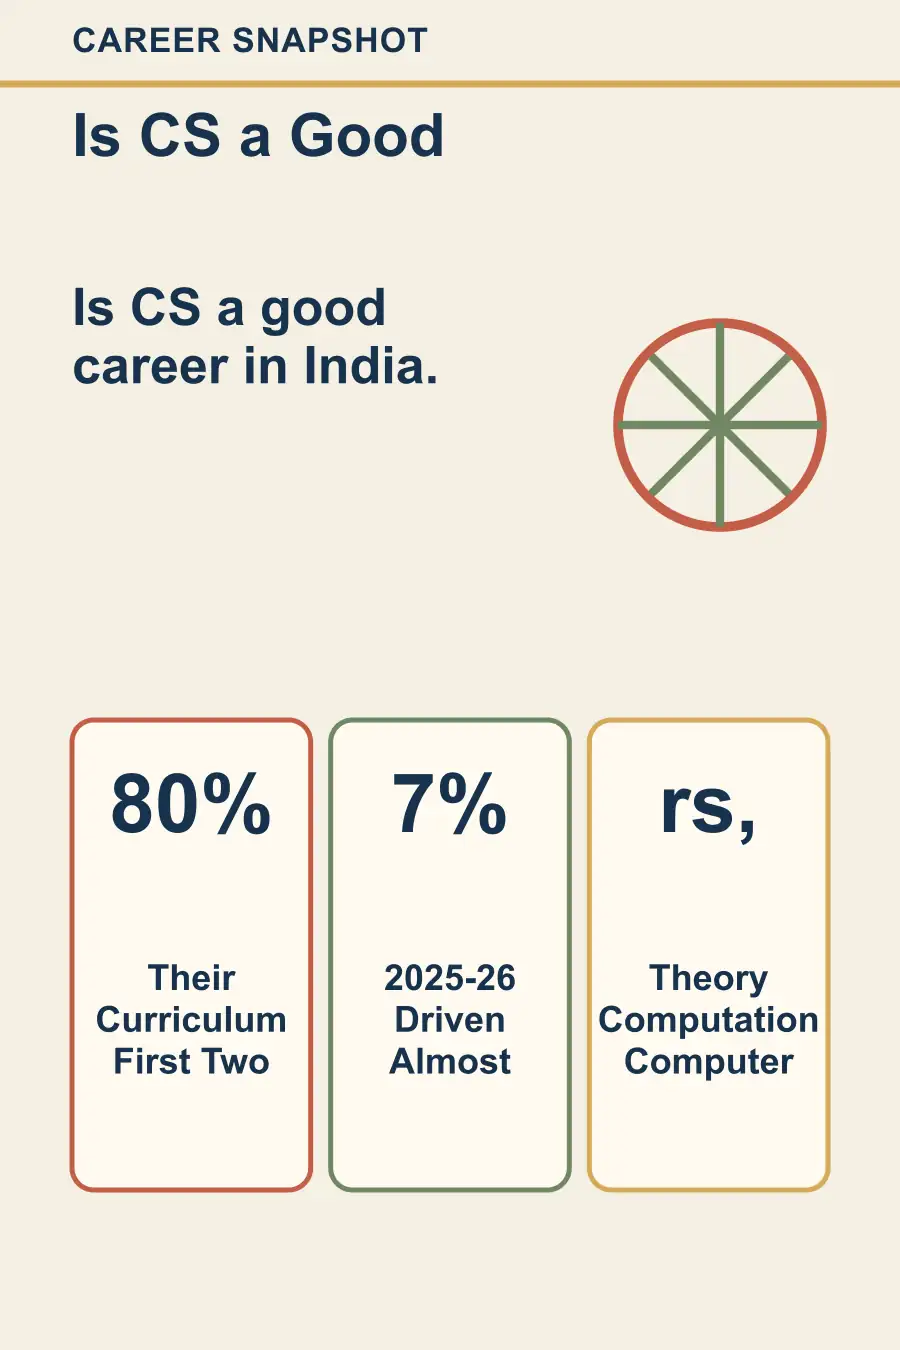 CAREER SNAPSHOT
Is CS a Good
Is CS a good
career in India.
80%
Their
Curriculum
First Two
7%
2025-26
Driven
Almost
rs,
Theory
Computation
Computer